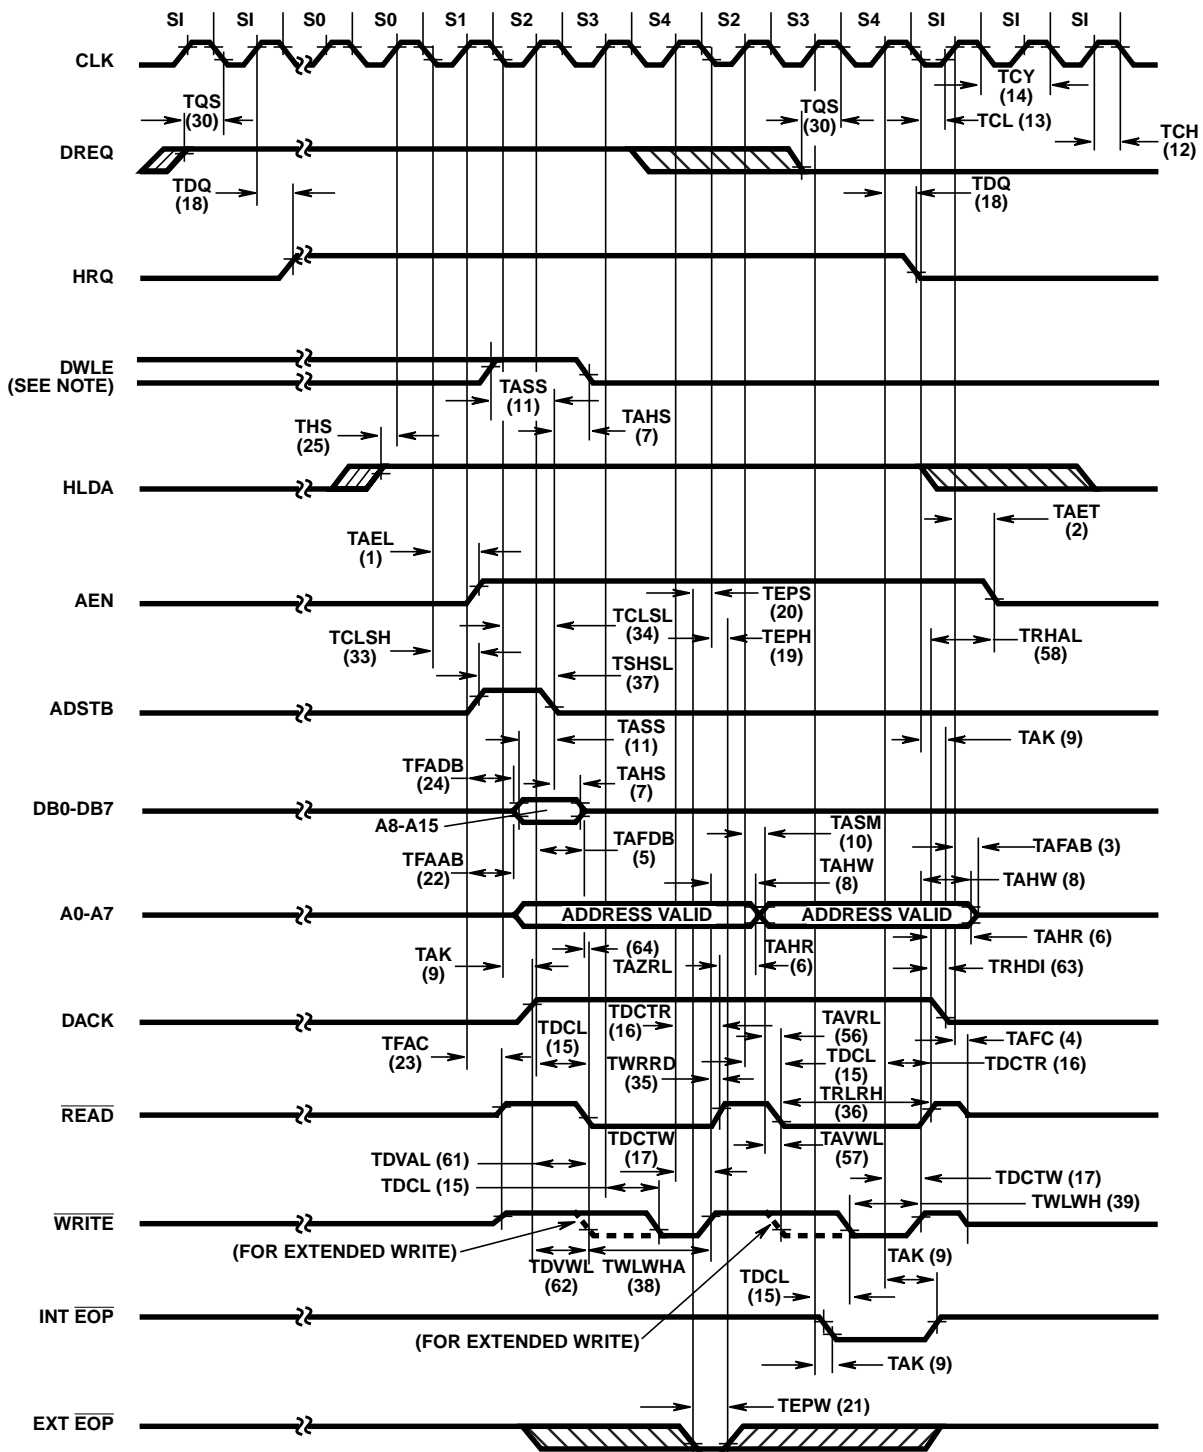 SI SI S0 S0 S1 S2 S3 S4 S2 S3 S4 SI SI SI
CLK
TCY
(14)
TQS
(30)
TQS
(30)
TCL (13)
TCH
(12)
DREQ
TDQ
(18)
TDQ
(18)
HRQ
DWLE
(SEE NOTE)
TASS
(11)
TAHS
(7)
THS
(25)
HLDA
TAET
(2)
TAEL
(1)
AEN
TEPS
(20)
TCLSL
(34)
TEPH
(19)
TCLSH
(33)
TRHAL
(58)
TSHSL
(37)
ADSTB
TASS
(11)
TAK (9)
TFADB
(24)
TAHS
(7)
DB0-DB7
A8-A15
TAFDB
(5)
TASM
(10)
TAFAB (3)
TFAAB
(22)
TAHW
(8)
TAHW (8)
A0-A7
ADDRESS VALID ADDRESS VALID
TAHR (6)
TAK
(9)
(64)
TAZRL
TAHR
(6)
TRHDI (63)
DACK
TDCTR
(16)
TAVRL
(56)
TAFC (4)
TFAC
(23)
TDCL
(15)
TWRRD
(35)
TDCL
(15)
TDCTR (16)
READ
TRLRH
(36)
TDCTW
(17)
TAVWL
(57)
TDVAL (61)
TDCTW (17)
TDCL (15)
TWLWH (39)
WRITE
(FOR EXTENDED WRITE)
TDVWL
(62)
TWLWHA
(38)
TAK (9)
TDCL
(15)
INT EOP
(FOR EXTENDED WRITE)
TAK (9)
TEPW (21)
EXT EOP